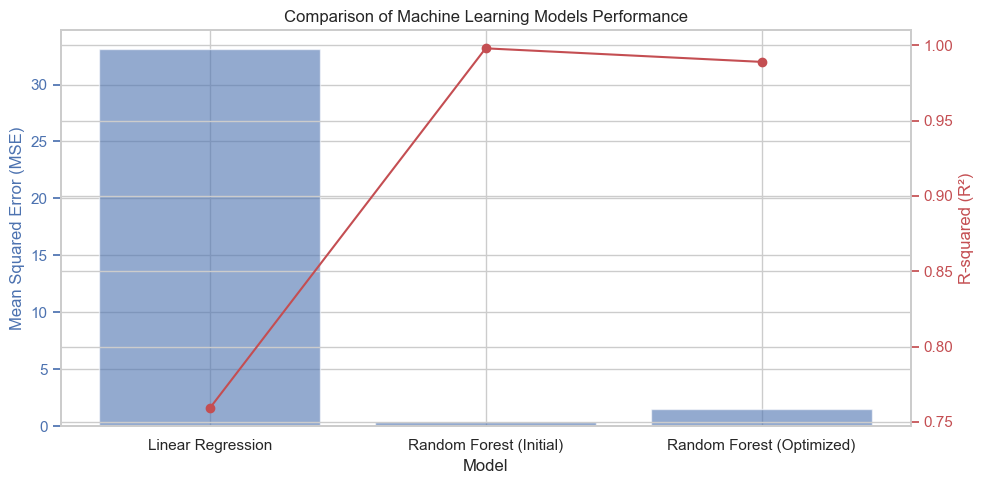 Comparison of Machine Learning Models Performance
Mean Squared Error (MSE)
30
25
20
15
10
5
0
1.00
0.95
0.90
0.85
0.80
0.75
R-squared (R²)
Linear Regression
Random Forest (Initial)
Random Forest (Optimized)
Model